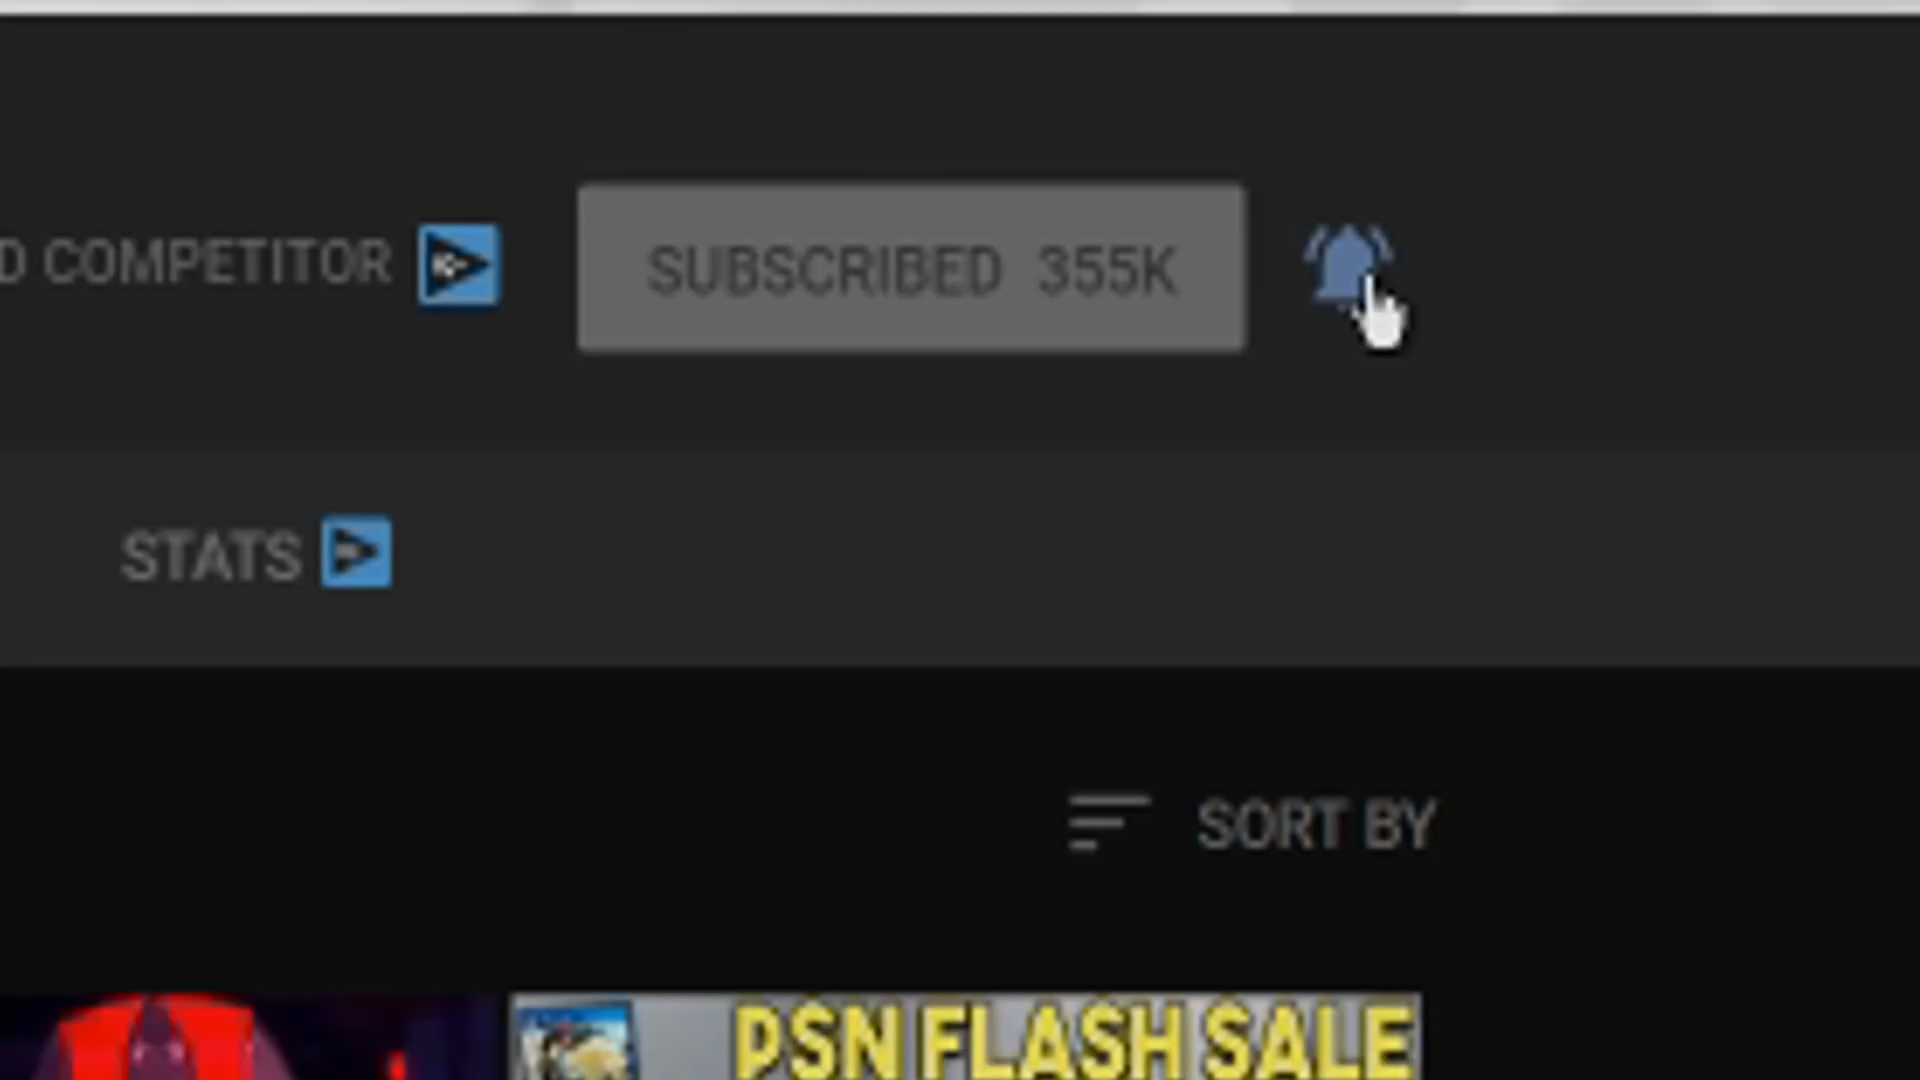 D COMPETITOR
SUBSCRIBED 355K
STATS
SORT BY
PSN FLASH SALE